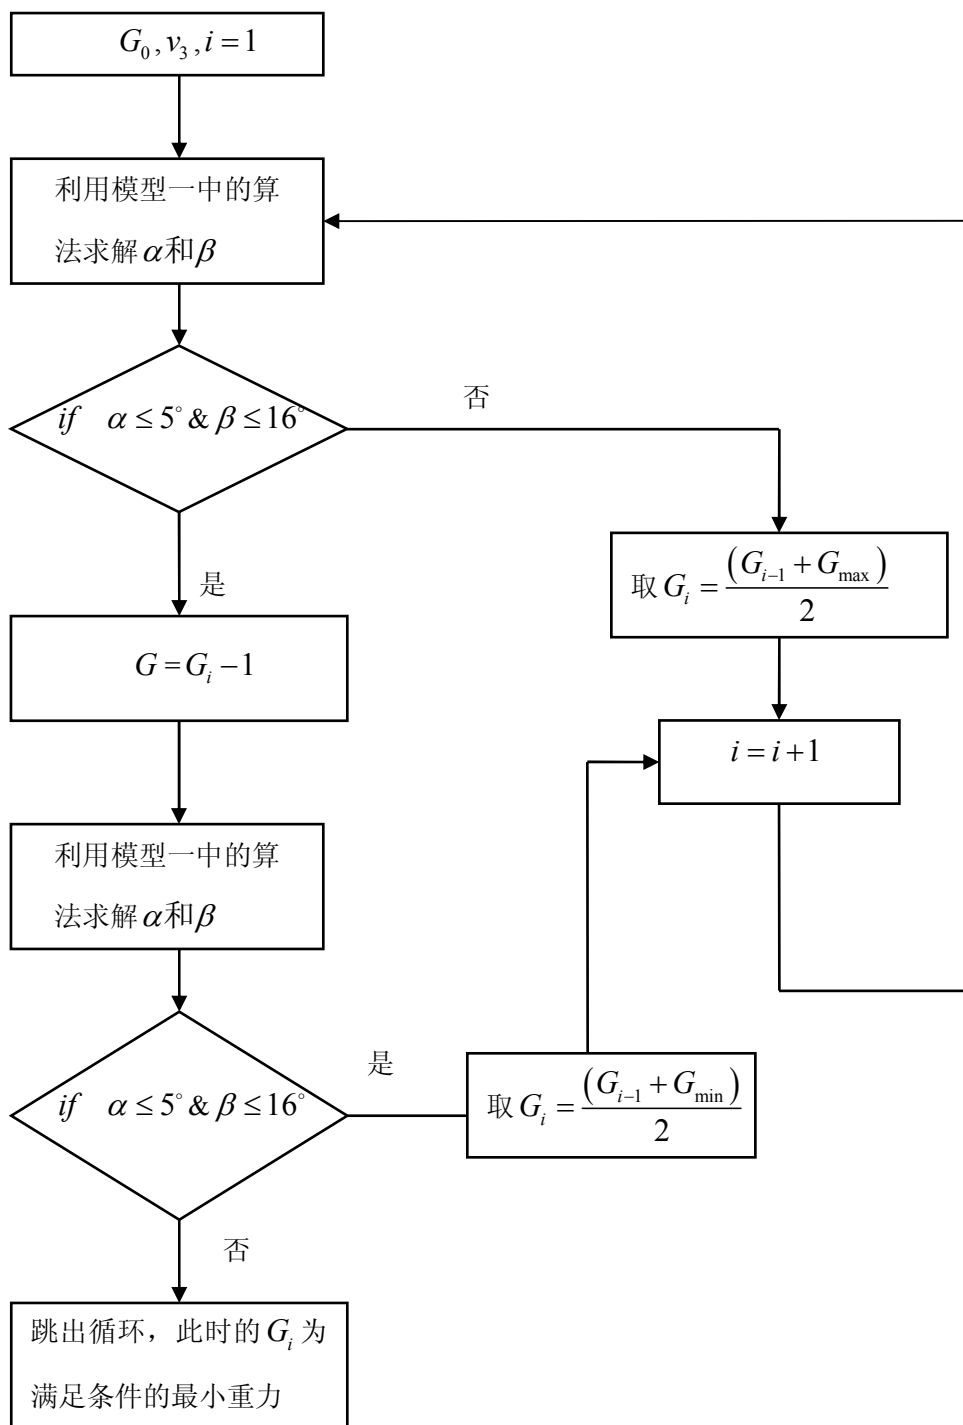 G₀, v₃, i = 1
利用模型一中的算
法求解α和β
if α ≤ 5° & β ≤ 16°
否
是
取 G_i = (G_{i-1} + G_max) / 2
G = G_i − 1
i = i + 1
利用模型一中的算
法求解α和β
if α ≤ 5° & β ≤ 16°
是
取 G_i = (G_{i-1} + G_min) / 2
否
跳出循环，此时的 G_i 为
满足条件的最小重力